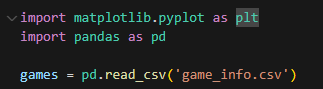 import matplotlib.pyplot as plt
import pandas as pd
games = pd.read_csv('game_info.csv')